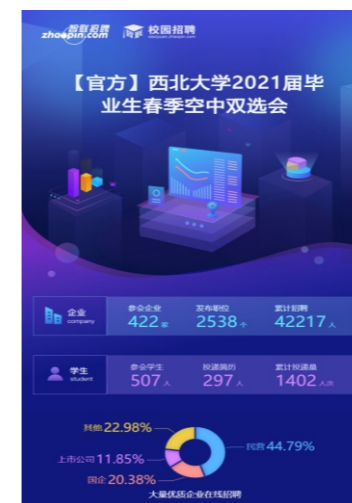 智联招聘
zhaopin.com
校园招聘
xiaoyuan.zhaopin.com
【官方】西北大学2021届毕
业生春季空中双选会
企业
company
参会企业
422家
发布职位
2538个
累计招聘
42217人
学生
student
参会学生
507人
投递简历
297人
累计投递量
1402人次
其他22.98%
民营44.79%
上市公司11.85%
国企20.38%
大量优质企业在线招聘